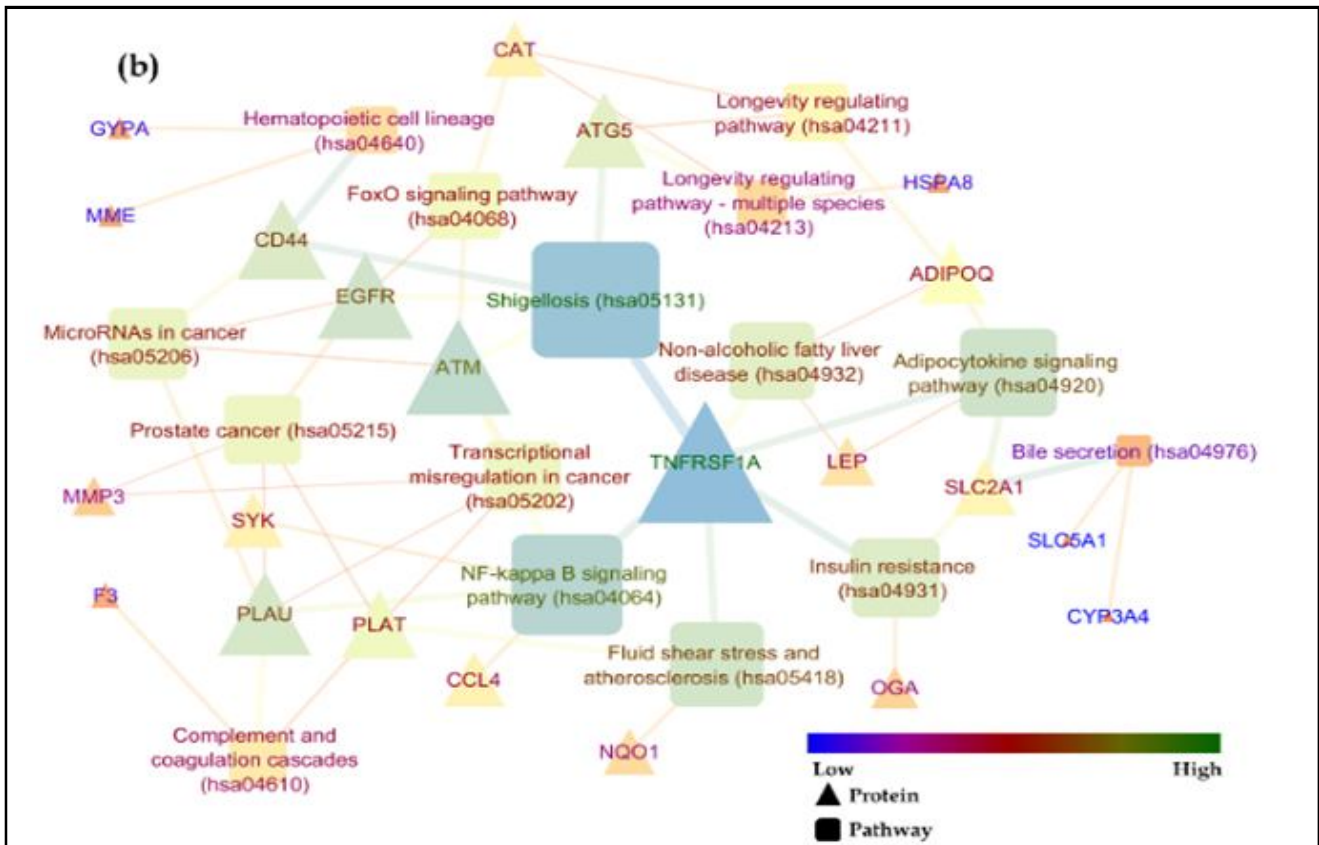 CAT
(b)
Longevity regulating
pathway (hsa04211)
GYPA
Hematopoietic cell lineage
(hsa04640)
ATG5
Longevity regulating
pathway - multiple species
(hsa04213)
HSPA8
FoxO signaling pathway
(hsa04068)
MME
CD44
ADIPOQ
EGFR
Shigellosis (hsa05131)
MicroRNAs in cancer
(hsa05206)
Non-alcoholic fatty liver
disease (hsa04932)
Adipocytokine signaling
pathway (hsa04920)
ATM
Prostate cancer (hsa05215)
Transcriptional
misregulation in cancer
(hsa05202)
TNFRSF1A
LEP
Bile secretion (hsa04976)
SLC2A1
MMP3
SYK
SLC5A1
NF-kappa B signaling
pathway (hsa04064)
Insulin resistance
(hsa04931)
F3
PLAU
PLAT
CYP3A4
Fluid shear stress and
atherosclerosis (hsa05418)
CCL4
OGA
NQO1
Complement and
coagulation cascades
(hsa04610)
Low
High
Protein
Pathway